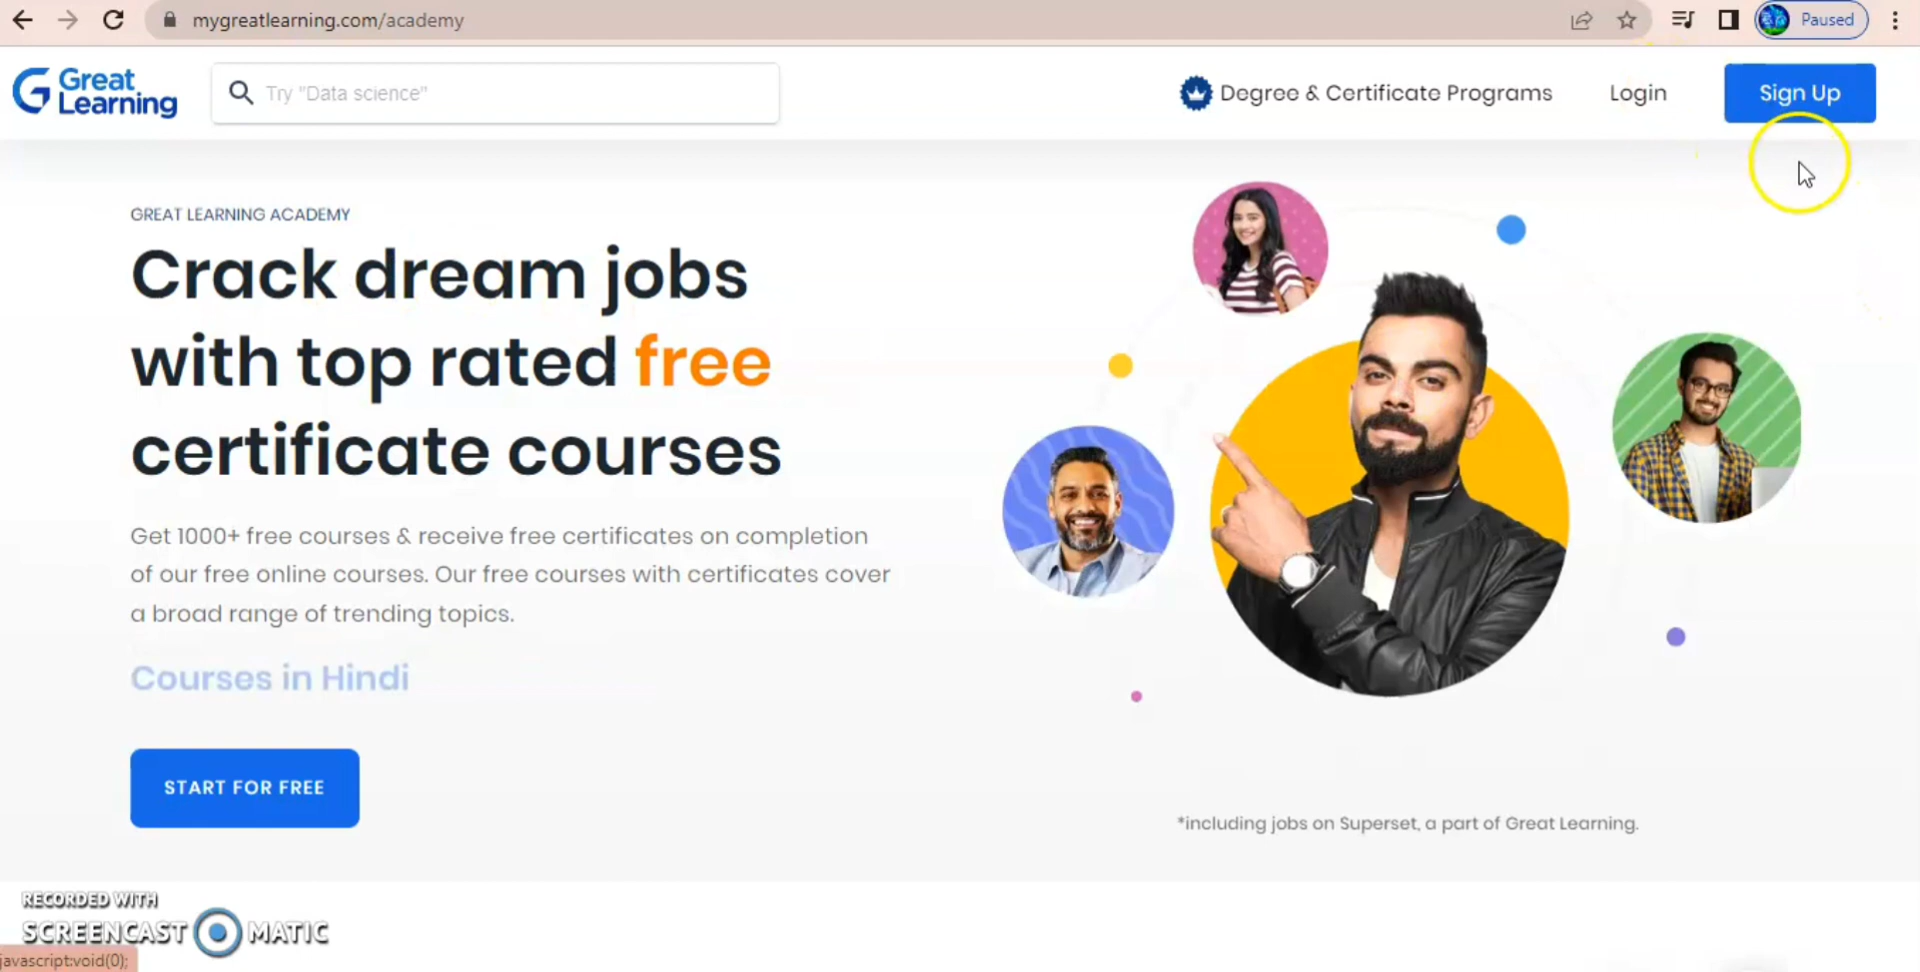 mygreatlearning.com/academy
Paused
Great
Learning
Try "Data science"
Degree & Certificate Programs
Login
Sign Up
GREAT LEARNING ACADEMY
Crack dream jobs
with top rated free
certificate courses
Get 1000+ free courses & receive free certificates on completion
of our free online courses. Our free courses with certificates cover
a broad range of trending topics.
Courses in Hindi
START FOR FREE
*including jobs on Superset, a part of Great Learning.
RECORDED WITH
SCREENCAST MATIC
javascript:void(0);